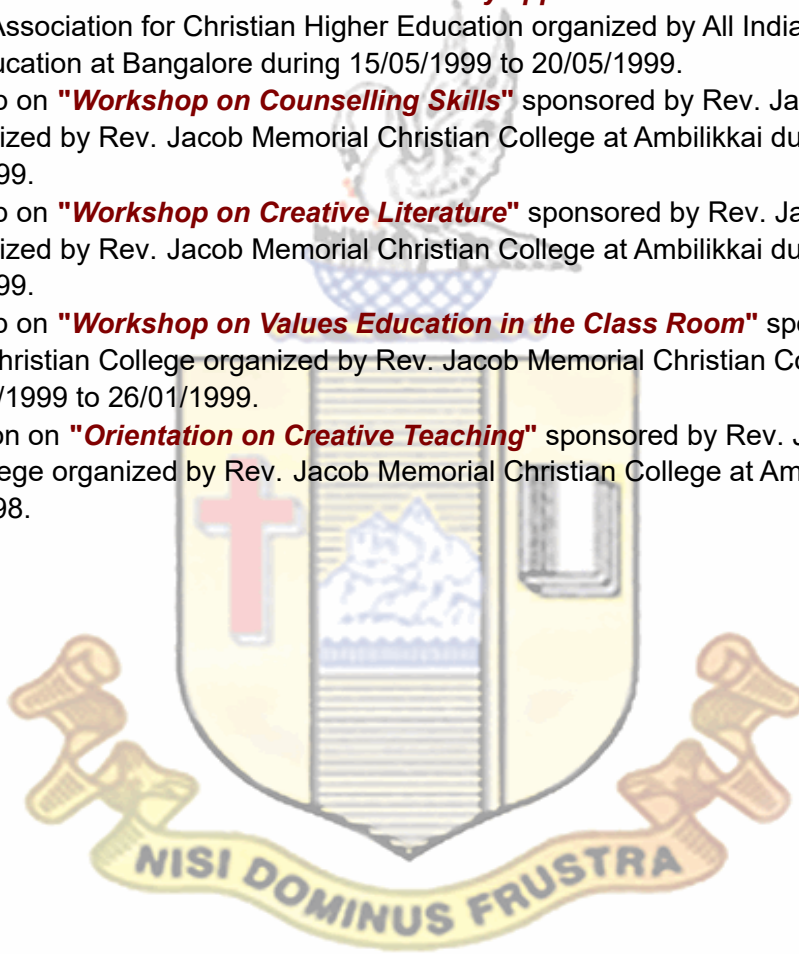 Association for Christian Higher Education organized by All India
ucation at Bangalore during 15/05/1999 to 20/05/1999.
o on "Workshop on Counselling Skills" sponsored by Rev. Ja
ized by Rev. Jacob Memorial Christian College at Ambilikkai du
99.
o on "Workshop on Creative Literature" sponsored by Rev. Ja
ized by Rev. Jacob Memorial Christian College at Ambilikkai du
99.
o on "Workshop on Values Education in the Class Room" spo
hristian College organized by Rev. Jacob Memorial Christian Co
/1999 to 26/01/1999.
on on "Orientation on Creative Teaching" sponsored by Rev. J
ege organized by Rev. Jacob Memorial Christian College at Am
98.
NISI DOMINUS FRUSTRA